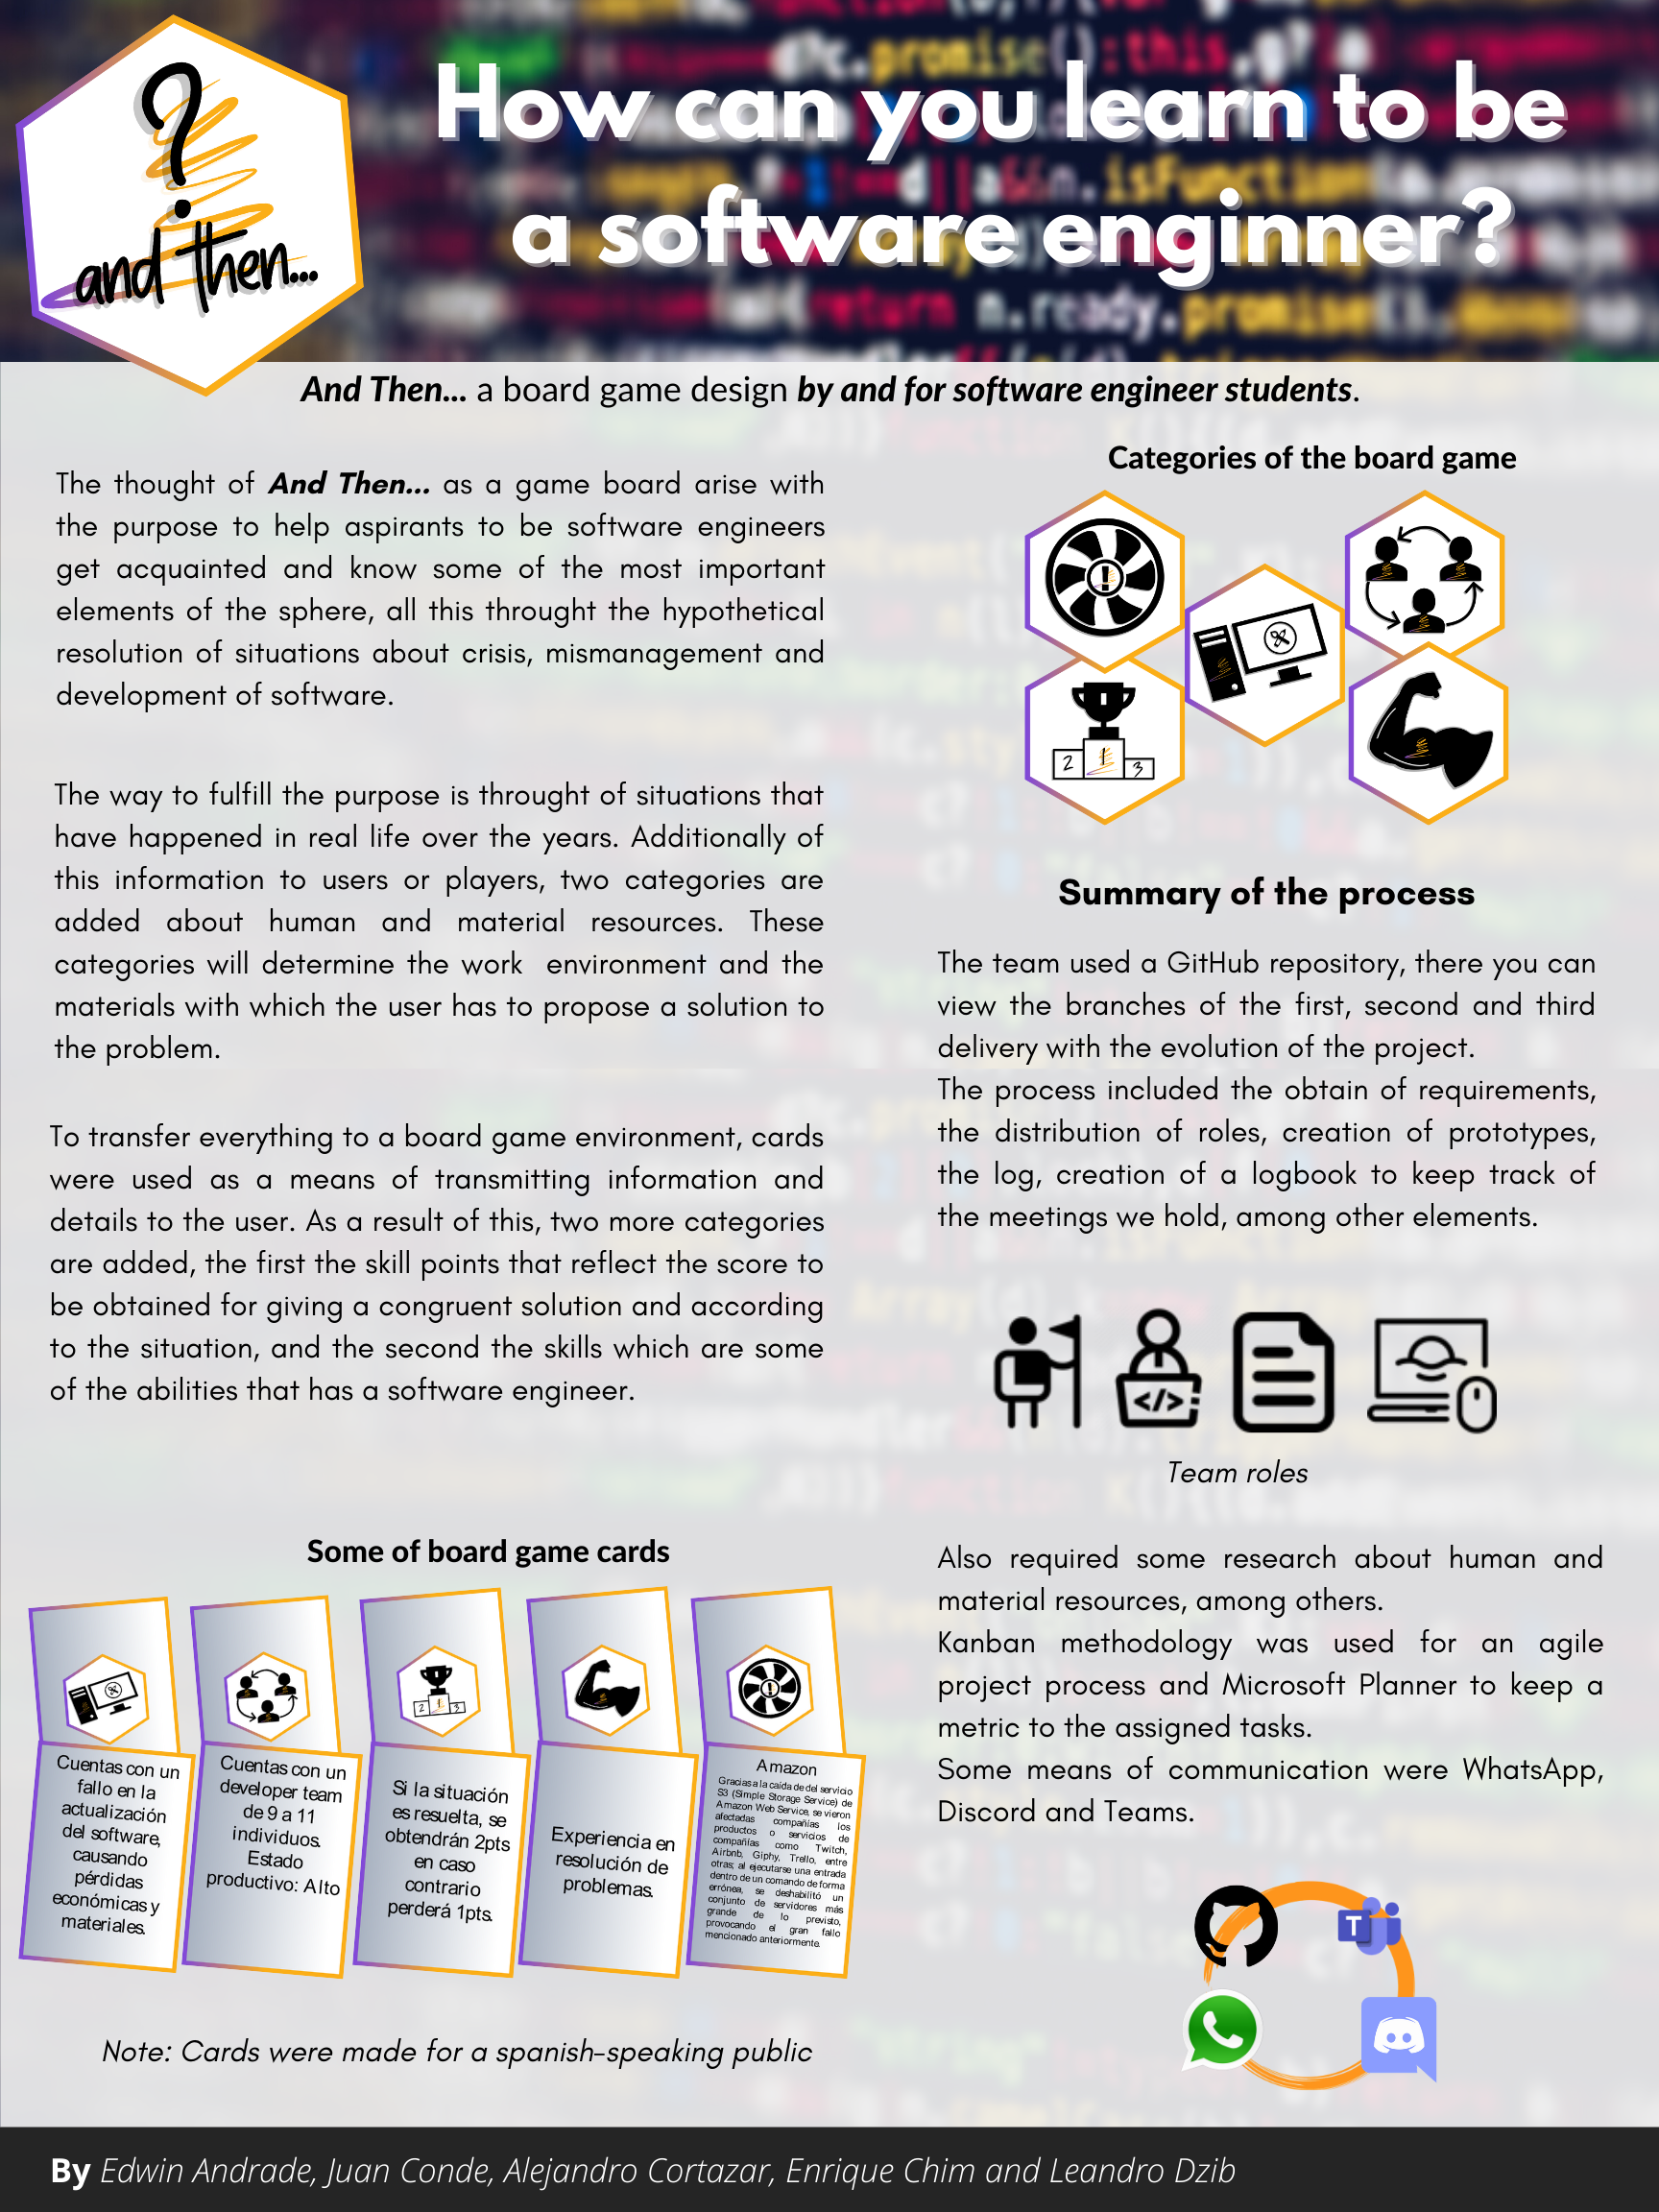 ? and then...
How can you learn to be
a software enginner?
And Then... a board game design by and for software engineer students.
The thought of And Then... as a game board arise with
the purpose to help aspirants to be software engineers
get acquainted and know some of the most important
elements of the sphere, all this throught the hypothetical
resolution of situations about crisis, mismanagement and
development of software.
The way to fulfill the purpose is throught of situations that
have happened in real life over the years. Additionally of
this information to users or players, two categories are
added about human and material resources. These
categories will determine the work environment and the
materials with which the user has to propose a solution to
the problem.
To transfer everything to a board game environment, cards
were used as a means of transmitting information and
details to the user. As a result of this, two more categories
are added, the first the skill points that reflect the score to
be obtained for giving a congruent solution and according
to the situation, and the second the skills which are some
of the abilities that has a software engineer.
Some of board game cards
Cuentas con un
fallo en la
actualización
del software,
causando
pérdidas
económicas y
materiales.
Cuentas con un
developer team
de 9 a 11
individuos.
Estado
productivo: Alto
Si la situación
es resuelta, se
obtendrán 2pts
en caso
contrario
perderá 1pts.
Experiencia en
resolución de
problemas.
Amazon
Gracias a la caída de del servicio
S3 (Simple Storage Service) de
Amazon Web Service, se vieron
afectadas compañías los
productos o servicios de
compañías como Twitch,
Airbnb, Giphy, Trello, entre
otras; al ejecutarse una entrada
dentro de un comando de forma
errónea, se deshabilitó un
conjunto de servidores más
grande de lo previsto,
provocando el gran fallo
mencionado anteriormente.
Note: Cards were made for a spanish-speaking public
Categories of the board game
2 1 3
Summary of the process
The team used a GitHub repository, there you can
view the branches of the first, second and third
delivery with the evolution of the project.
The process included the obtain of requirements,
the distribution of roles, creation of prototypes,
the log, creation of a logbook to keep track of
the meetings we hold, among other elements.
</>
Team roles
Also required some research about human and
material resources, among others.
Kanban methodology was used for an agile
project process and Microsoft Planner to keep a
metric to the assigned tasks.
Some means of communication were WhatsApp,
Discord and Teams.
T
By Edwin Andrade, Juan Conde, Alejandro Cortazar, Enrique Chim and Leandro Dzib